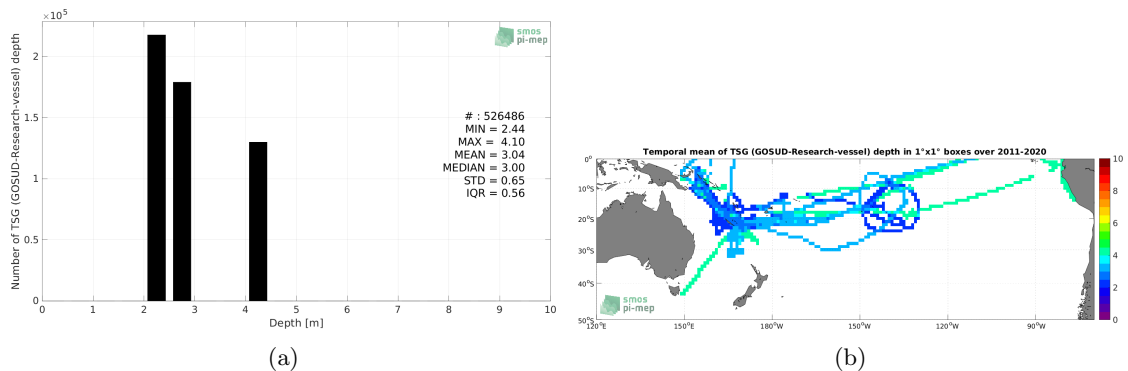 ×10⁵
2
1.5
1
0.5
0
Number of TSG (GOSUD-Research-vessel) depth
smos
pi-mep
# : 526486
MIN = 2.44
MAX = 4.10
MEAN = 3.04
MEDIAN = 3.00
STD = 0.65
IQR = 0.56
0 1 2 3 4 5 6 7 8 9 10
Depth [m]
(a)
Temporal mean of TSG (GOSUD-Research-vessel) depth in 1°x1° boxes over 2011-2020
0°
10°S
20°S
30°S
40°S
50°S
smos
pi-mep
120°E 150°E 180°W 150°W 120°W 90°W
10
8
6
4
2
0
(b)